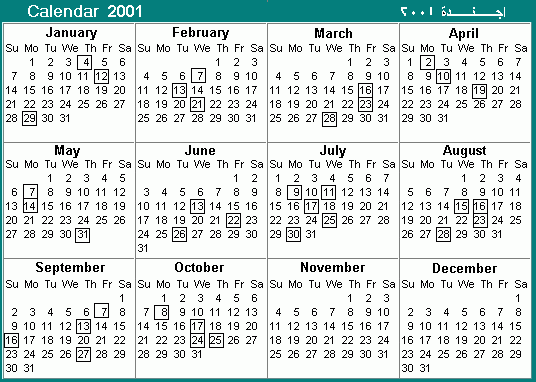 Calendar 2001
اجندة ٢٠٠١
January
Su Mo Tu We Th Fr Sa
1 2 3 4 5 6
7 8 9 10 11 12 13
14 15 16 17 18 19 20
21 22 23 24 25 26 27
28 29 30 31
February
Su Mo Tu We Th Fr Sa
1 2 3
4 5 6 7 8 9 10
11 12 13 14 15 16 17
18 19 20 21 22 23 24
25 26 27 28 29 30 31
March
Su Mo Tu We Th Fr Sa
1 2 3
4 5 6 7 8 9 10
11 12 13 14 15 16 17
18 19 20 21 22 23 24
25 26 27 28 29 30 31
April
Su Mo Tu We Th Fr Sa
1 2 3 4 5 6 7
8 9 10 11 12 13 14
15 16 17 18 19 20 21
22 23 24 25 26 27 28
29 30 31
May
Su Mo Tu We Th Fr Sa
1 2 3 4 5
6 7 8 9 10 11 12
13 14 15 16 17 18 19
20 21 22 23 24 25 26
27 28 29 30 31
June
Su Mo Tu We Th Fr Sa
1 2
3 4 5 6 7 8 9
10 11 12 13 14 15 16
17 18 19 20 21 22 23
24 25 26 27 28 29 30
31
July
Su Mo Tu We Th Fr Sa
1 2 3 4 5 6 7
8 9 10 11 12 13 14
15 16 17 18 19 20 21
22 23 24 25 26 27 28
29 30 31
August
Su Mo Tu We Th Fr Sa
1 2 3 4
5 6 7 8 9 10 11
12 13 14 15 16 17 18
19 20 21 22 23 24 25
26 27 28 29 30 31
September
Su Mo Tu We Th Fr Sa
1
2 3 4 5 6 7 8
9 10 11 12 13 14 15
16 17 18 19 20 21 22
23 24 25 26 27 28 29
30 31
October
Su Mo Tu We Th Fr Sa
1 2 3 4 5 6
7 8 9 10 11 12 13
14 15 16 17 18 19 20
21 22 23 24 25 26 27
28 29 30 31
November
Su Mo Tu We Th Fr Sa
1 2 3
4 5 6 7 8 9 10
11 12 13 14 15 16 17
18 19 20 21 22 23 24
25 26 27 28 29 30 31
December
Su Mo Tu We Th Fr Sa
1
2 3 4 5 6 7 8
9 10 11 12 13 14 15
16 17 18 19 20 21 22
23 24 25 26 27 28 29
30 31